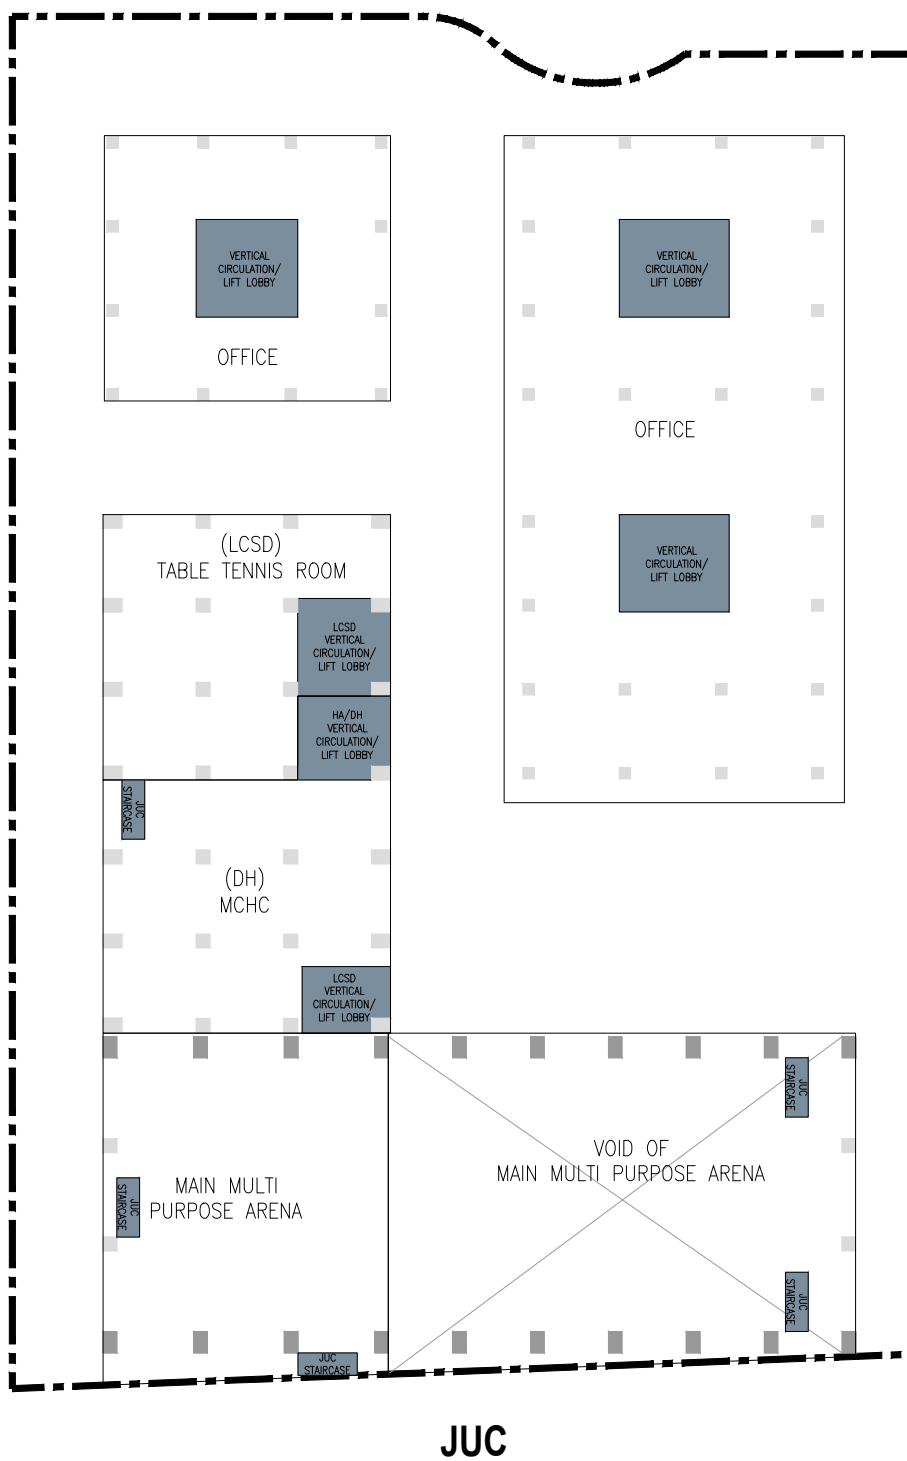 VERTICAL
CIRCULATION/
LIFT LOBBY
OFFICE
VERTICAL
CIRCULATION/
LIFT LOBBY
OFFICE
VERTICAL
CIRCULATION/
LIFT LOBBY
(LCSD)
TABLE TENNIS ROOM
LCSD
VERTICAL
CIRCULATION/
LIFT LOBBY
HA/DH
VERTICAL
CIRCULATION/
LIFT LOBBY
JUC
STAIRCASE
(DH)
MCHC
LCSD
VERTICAL
CIRCULATION/
LIFT LOBBY
JUC
STAIRCASE
VOID OF
MAIN MULTI PURPOSE ARENA
MAIN MULTI
PURPOSE ARENA
JUC
STAIRCASE
JUC
STAIRCASE
JUC
STAIRCASE
JUC